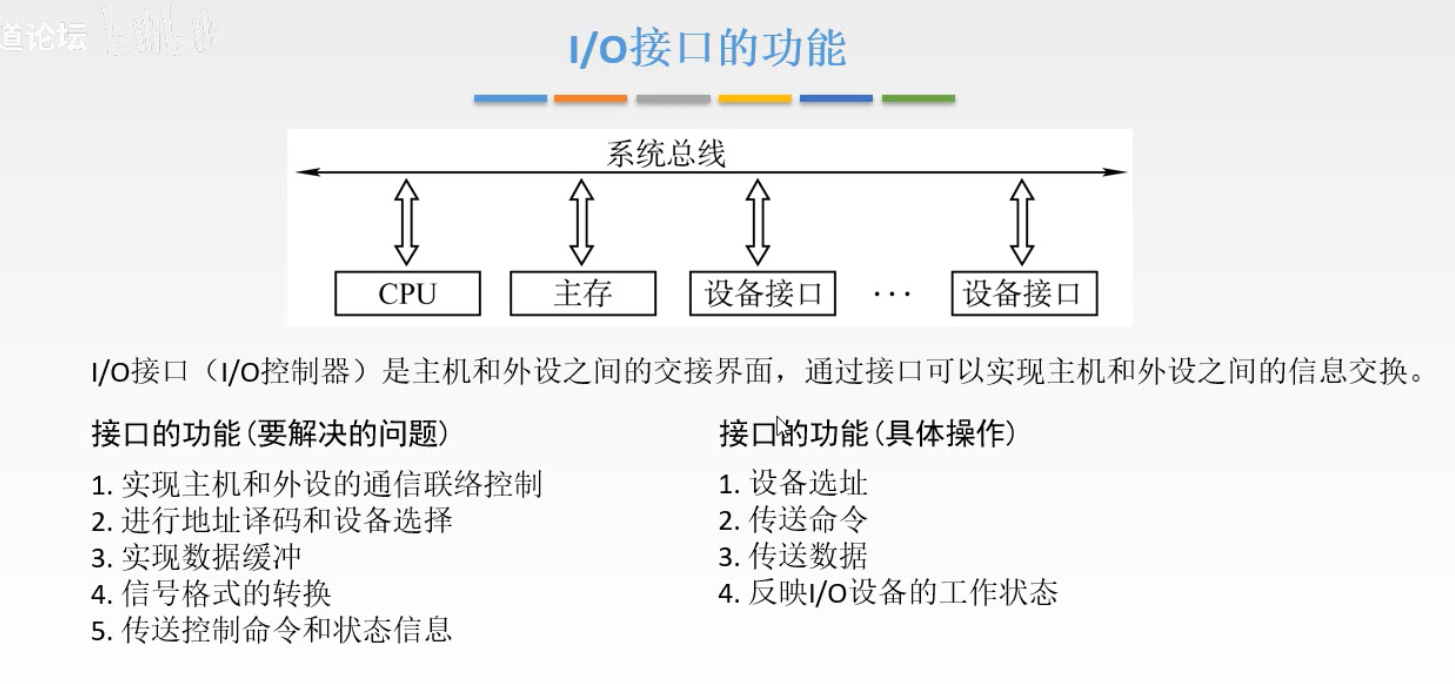 道论坛
I/O接口的功能
系统总线
CPU
主存
设备接口
···
设备接口
I/O接口（I/O控制器）是主机和外设之间的交接界面，通过接口可以实现主机和外设之间的信息交换。
接口的功能(要解决的问题)
1. 实现主机和外设的通信联络控制
2. 进行地址译码和设备选择
3. 实现数据缓冲
4. 信号格式的转换
5. 传送控制命令和状态信息
接口的功能(具体操作)
1. 设备选址
2. 传送命令
3. 传送数据
4. 反映I/O设备的工作状态